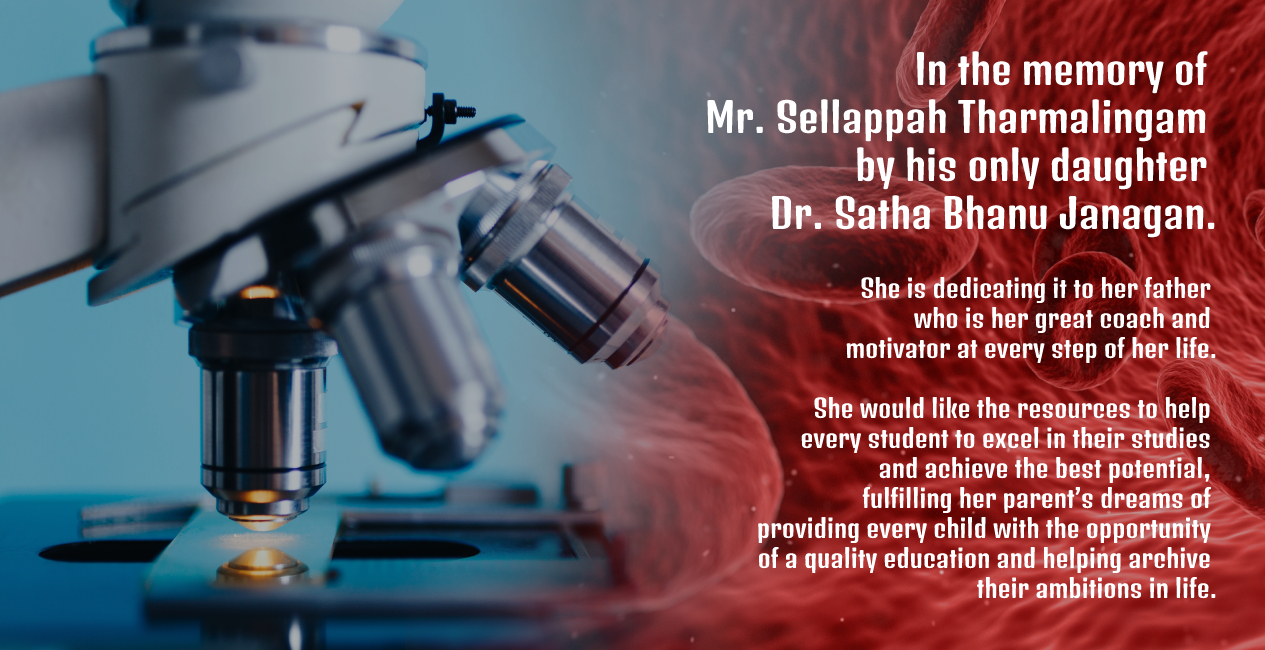 In the memory of
Mr. Sellappah Tharmalingam
by his only daughter
Dr. Satha Bhanu Janagan.
She is dedicating it to her father
who is her great coach and
motivator at every step of her life.
She would like the resources to help
every student to excel in their studies
and achieve the best potential,
fulfilling her parent's dreams of
providing every child with the opportunity
of a quality education and helping archive
their ambitions in life.